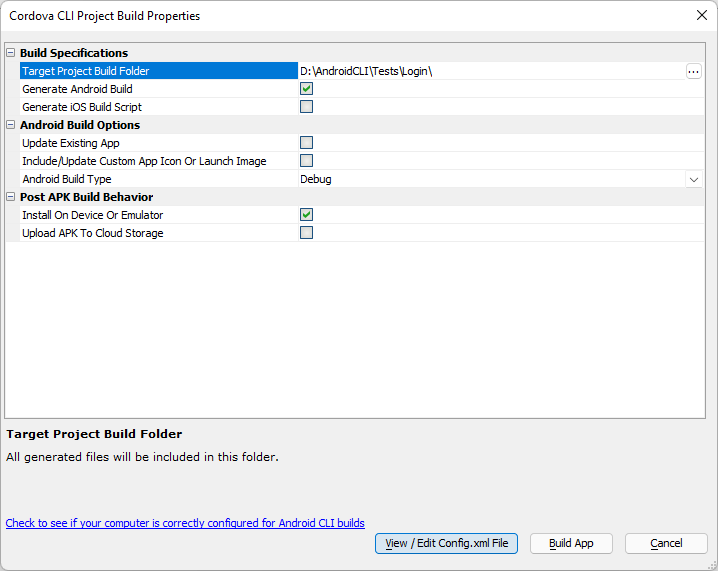 Cordova CLI Project Build Properties
Build Specifications
Target Project Build Folder D:\AndroidCLI\Tests\Login\
Generate Android Build
Generate iOS Build Script
Android Build Options
Update Existing App
Include/Update Custom App Icon Or Launch Image
Android Build Type Debug
Post APK Build Behavior
Install On Device Or Emulator
Upload APK To Cloud Storage
Target Project Build Folder
All generated files will be included in this folder.
Check to see if your computer is correctly configured for Android CLI builds
View / Edit Config.xml File Build App Cancel